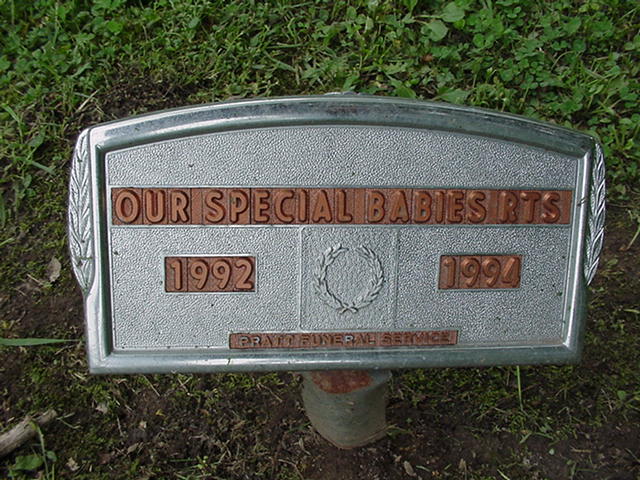 OUR SPECIAL BABIES RTS
1992 1994
PRATT FUNERAL SERVICE